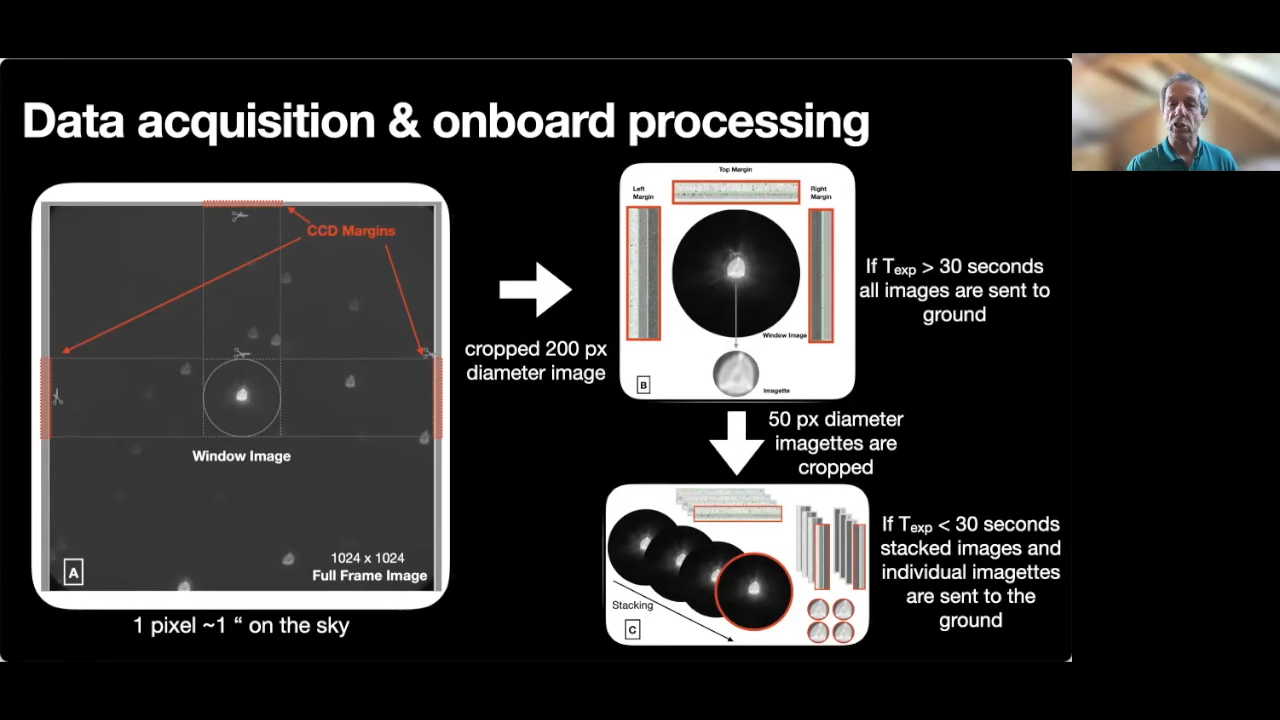 Data acquisition & onboard processing
CCD Margins
Window Image
1024 x 1024
Full Frame Image
A
1 pixel ~1 “ on the sky
cropped 200 px
diameter image
Top Margin
Left
Margin
Right
Margin
Window Image
Imagette
B
If Texp > 30 seconds
all images are sent to
ground
50 px diameter
imagettes are
cropped
Stacking
C
If Texp < 30 seconds
stacked images and
individual imagettes
are sent to the
ground